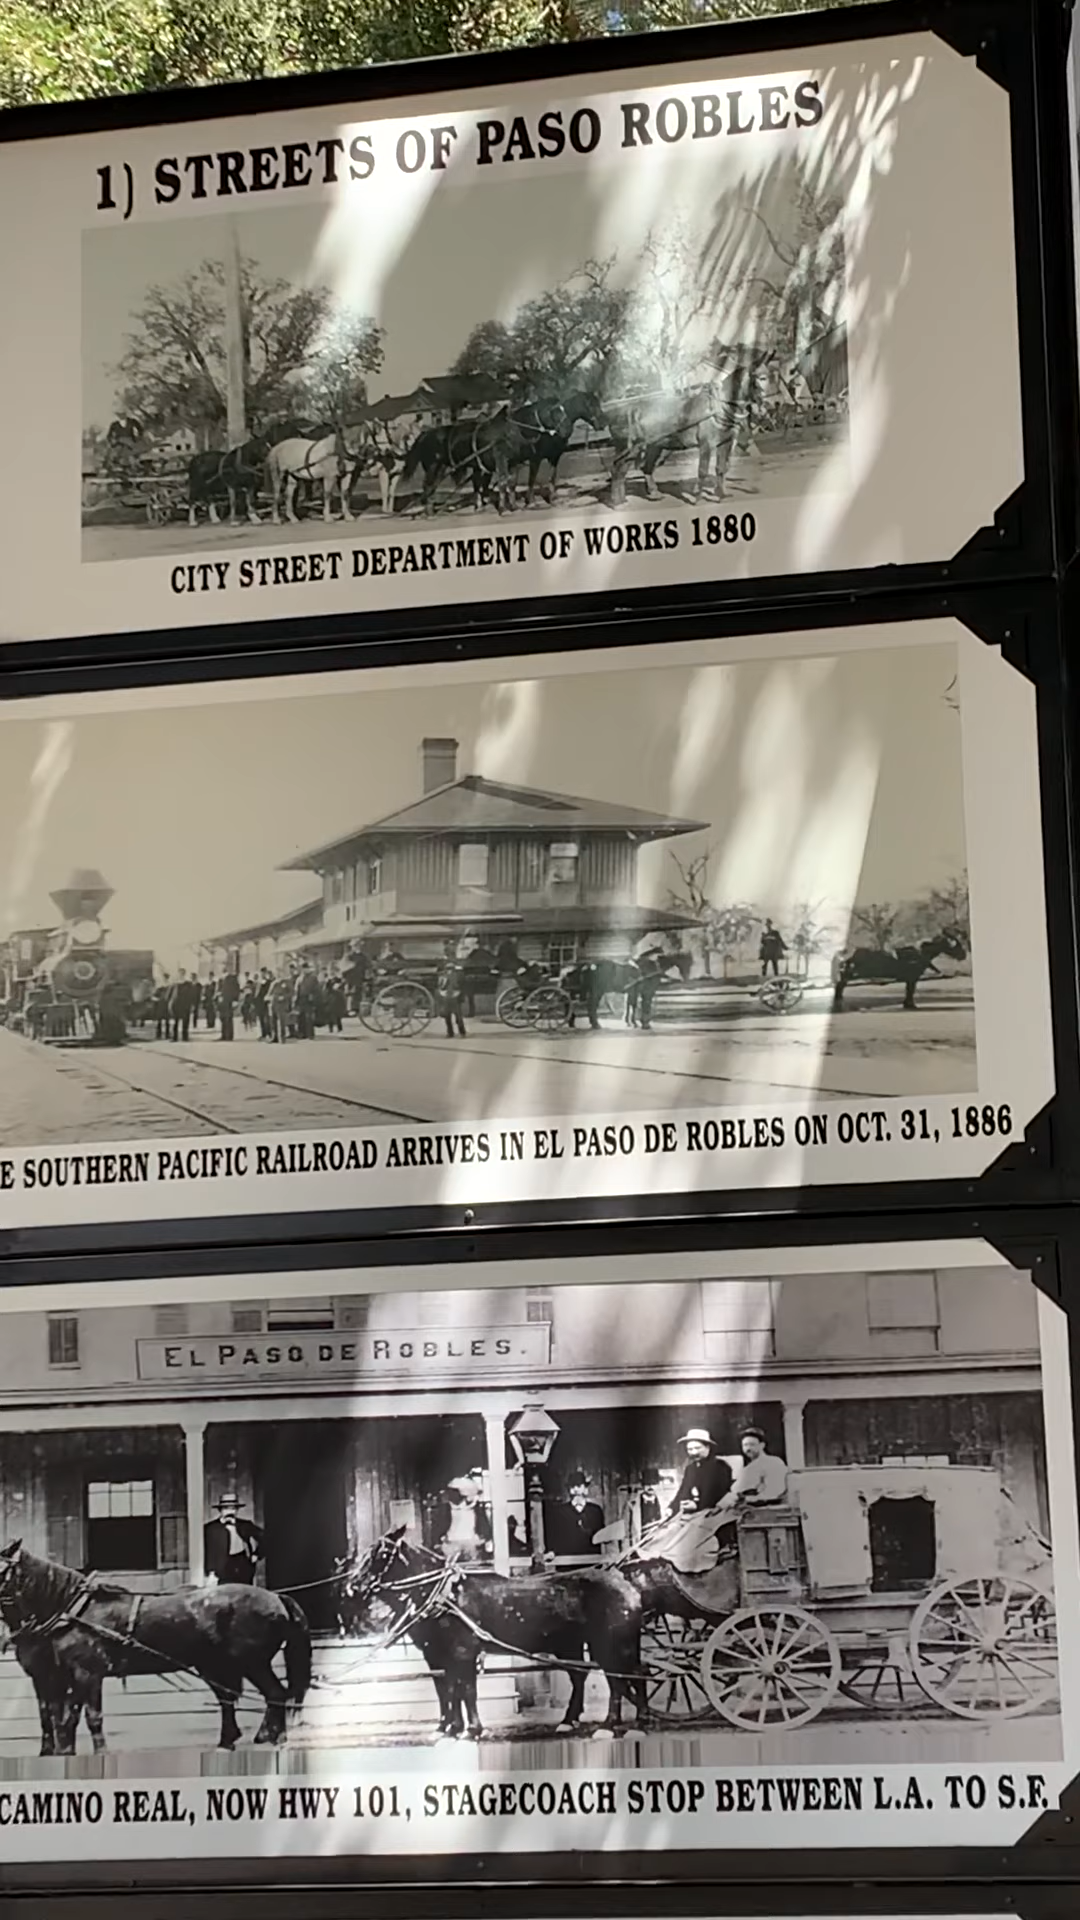 1) STREETS OF PASO ROBLES
CITY STREET DEPARTMENT OF WORKS 1880
E SOUTHERN PACIFIC RAILROAD ARRIVES IN EL PASO DE ROBLES ON OCT. 31, 1886
EL PASO DE ROBLES.
CAMINO REAL, NOW HWY 101, STAGECOACH STOP BETWEEN L.A. TO S.F.